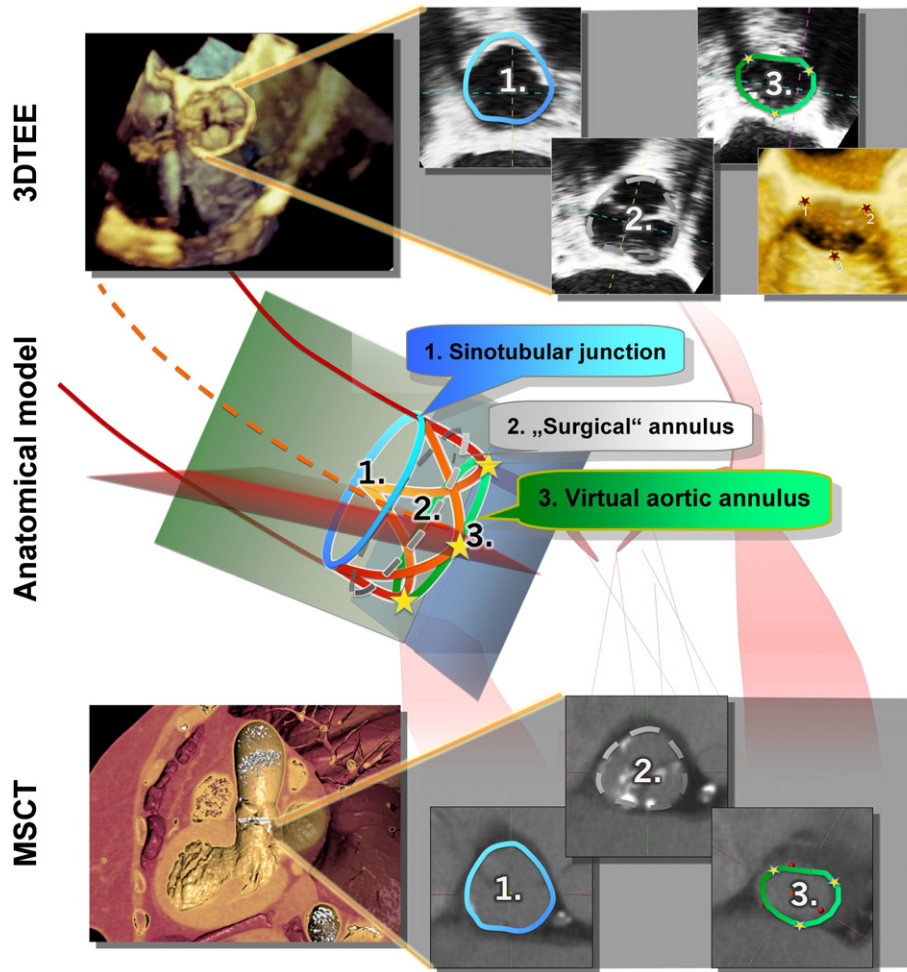 3DTEE
1.
3.
2.
1
2
3
Anatomical model
1. Sinotubular junction
2. „Surgical“ annulus
3. Virtual aortic annulus
1.
2.
3.
MSCT
2.
1.
3.